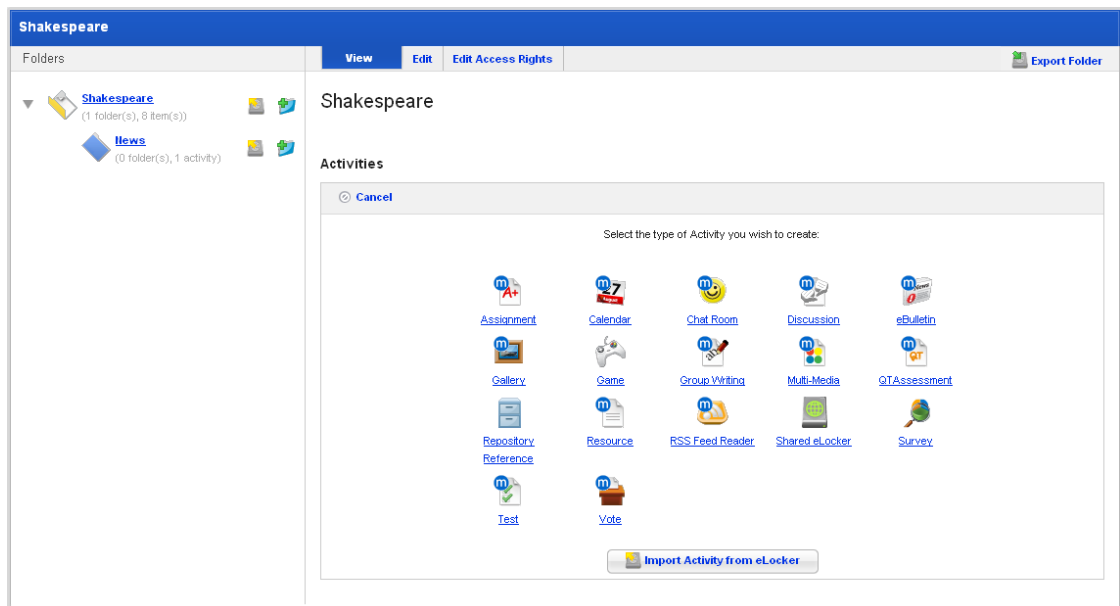 Shakespeare
Folders
View Edit Edit Access Rights
Export Folder
Shakespeare
(1 folder(s), 8 item(s))
News
(0 folder(s), 1 activity)
Shakespeare
Activities
Cancel
Select the type of Activity you wish to create:
Assignment Calendar Chat Room Discussion eBulletin
Gallery Game Group Writing Multi-Media QTAssessment
Repository Reference Resource RSS Feed Reader Shared eLocker Survey
Test Vote
Import Activity from eLocker